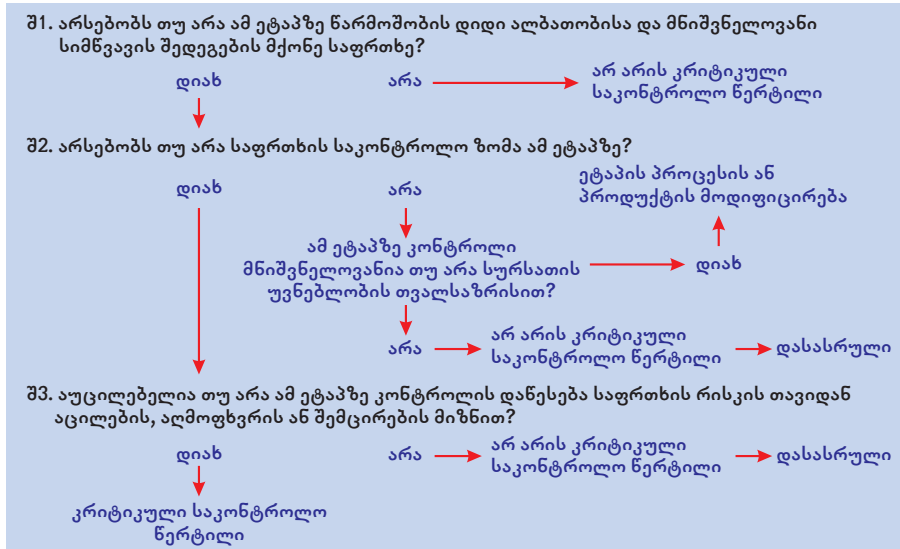 შ1. არსებობს თუ არა ამ ეტაპზე წარმოშობის დიდი ალბათობისა და მნიშვნელოვანი
სიმწვავის შედეგების მქონე საფრთხე?
დიახ
არა
არ არის კრიტიკული
საკონტროლო წერტილი
შ2. არსებობს თუ არა საფრთხის საკონტროლო ზომა ამ ეტაპზე?
დიახ
არა
ეტაპის პროცესის ან
პროდუქტის მოდიფიცირება
ამ ეტაპზე კონტროლი
მნიშვნელოვანია თუ არა სურსათის
უვნებლობის თვალსაზრისით?
დიახ
არა
არ არის კრიტიკული
საკონტროლო წერტილი
დასასრული
შ3. აუცილებელია თუ არა ამ ეტაპზე კონტროლის დაწესება საფრთხის რისკის თავიდან
აცილების, აღმოფხვრის ან შემცირების მიზნით?
დიახ
არა
არ არის კრიტიკული
საკონტროლო წერტილი
დასასრული
კრიტიკული საკონტროლო
წერტილი